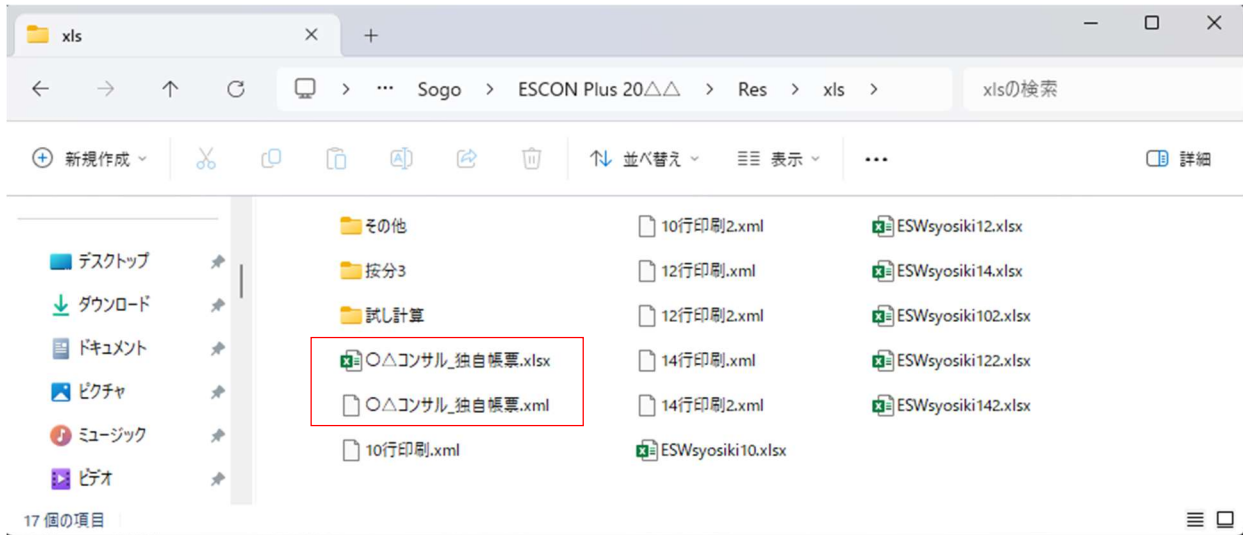 xls
… Sogo > ESCON Plus 20△△ > Res > xls > xlsの検索
新規作成 並べ替え 表示 … 詳細
デスクトップ
ダウンロード
ドキュメント
ピクチャ
ミュージック
ビデオ
その他
按分3
試し計算
〇△コンサル_独自帳票.xlsx
〇△コンサル_独自帳票.xml
10行印刷.xml
10行印刷2.xml
12行印刷.xml
12行印刷2.xml
14行印刷.xml
14行印刷2.xml
ESWsyosiki10.xlsx
ESWsyosiki12.xlsx
ESWsyosiki14.xlsx
ESWsyosiki102.xlsx
ESWsyosiki122.xlsx
ESWsyosiki142.xlsx
17 個の項目